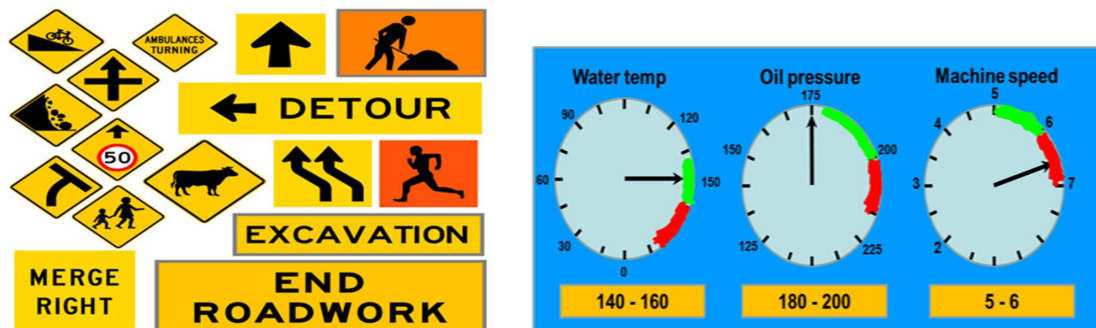 AMBULANCES
TURNING
DETOUR
50
EXCAVATION
MERGE
RIGHT
END
ROADWORK
Water temp
90
120
60
150
30
0
140 - 160
Oil pressure
175
150
200
150
125
225
180 - 200
Machine speed
5
4
6
3
7
2
5 - 6